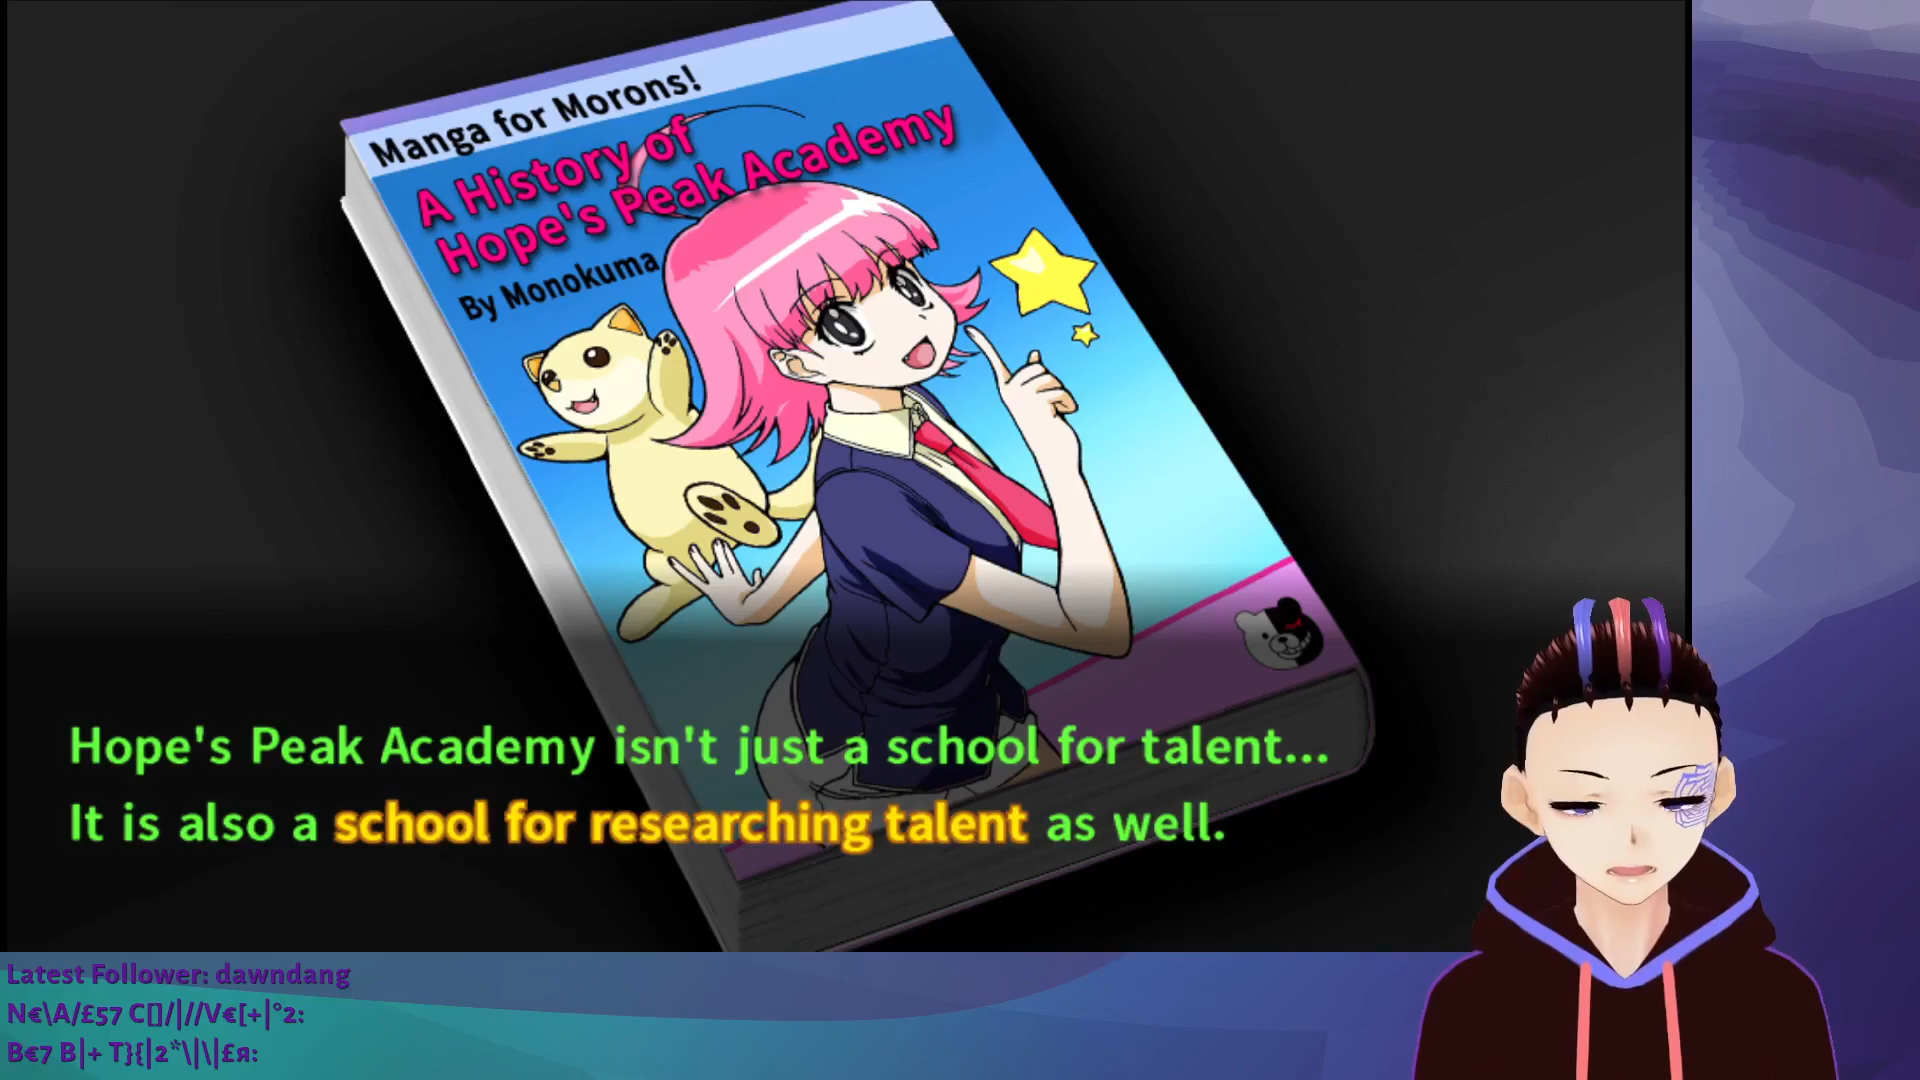 Manga for Morons!
A History of
Hope's Peak Academy
By Monokuma
Hope's Peak Academy isn't just a school for talent...
It is also a school for researching talent as well.
Latest Follower: dawndang
N€\A/£57 C[]/|//V€[+|°2:
B€7 B|+ T}{|2*\|\|£я: